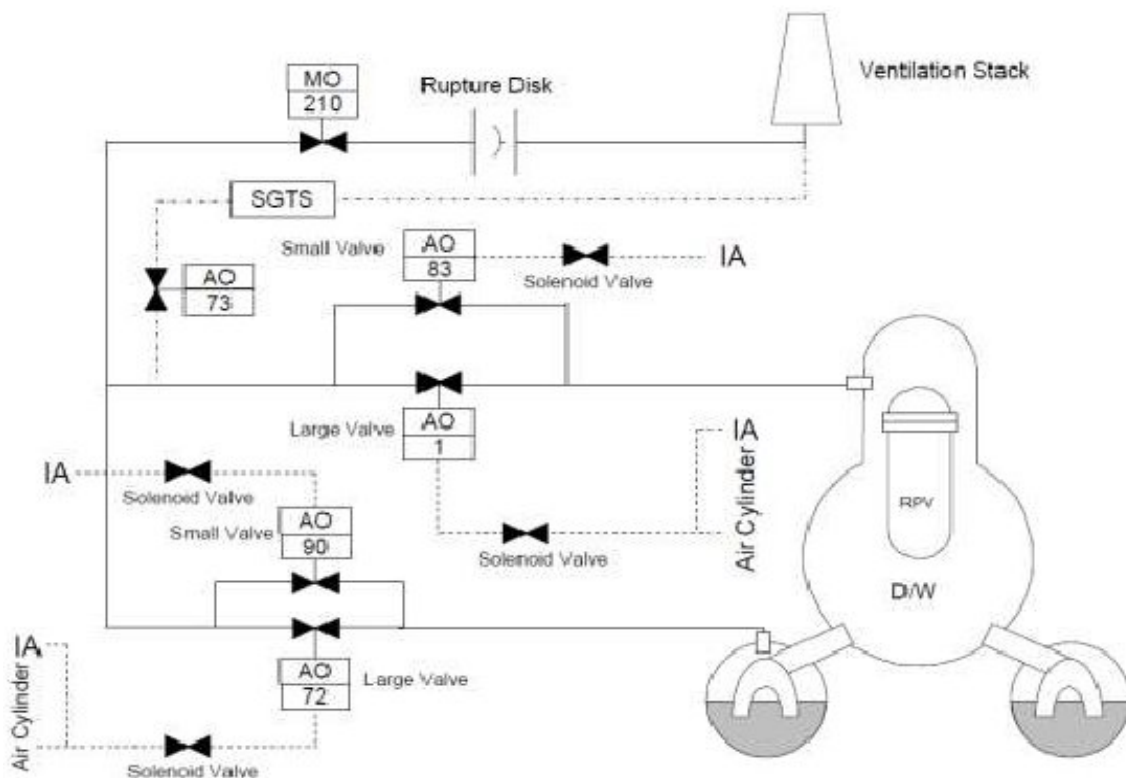 MO
210
Rupture Disk
Ventilation Stack
SGTS
Small Valve
AO
83
Solenoid Valve
IA
AO
73
Large Valve
AO
1
IA
Air Cylinder
Solenoid Valve
IA
Solenoid Valve
Small Valve
AO
90
RPV
D/W
IA
Air Cylinder
AO
72
Large Valve
Solenoid Valve